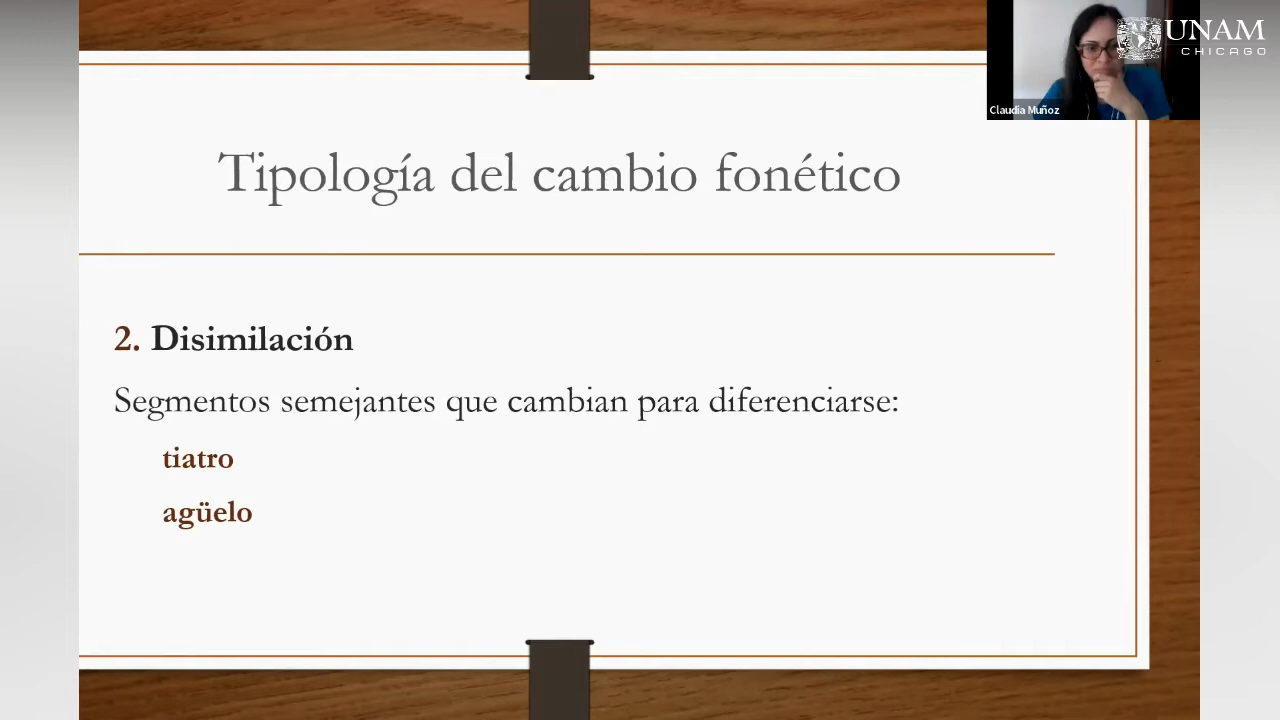 UNAM
CHICAGO
Claudia Muñoz
Tipología del cambio fonético
2. Disimilación
Segmentos semejantes que cambian para diferenciarse:
tiatro
agüelo